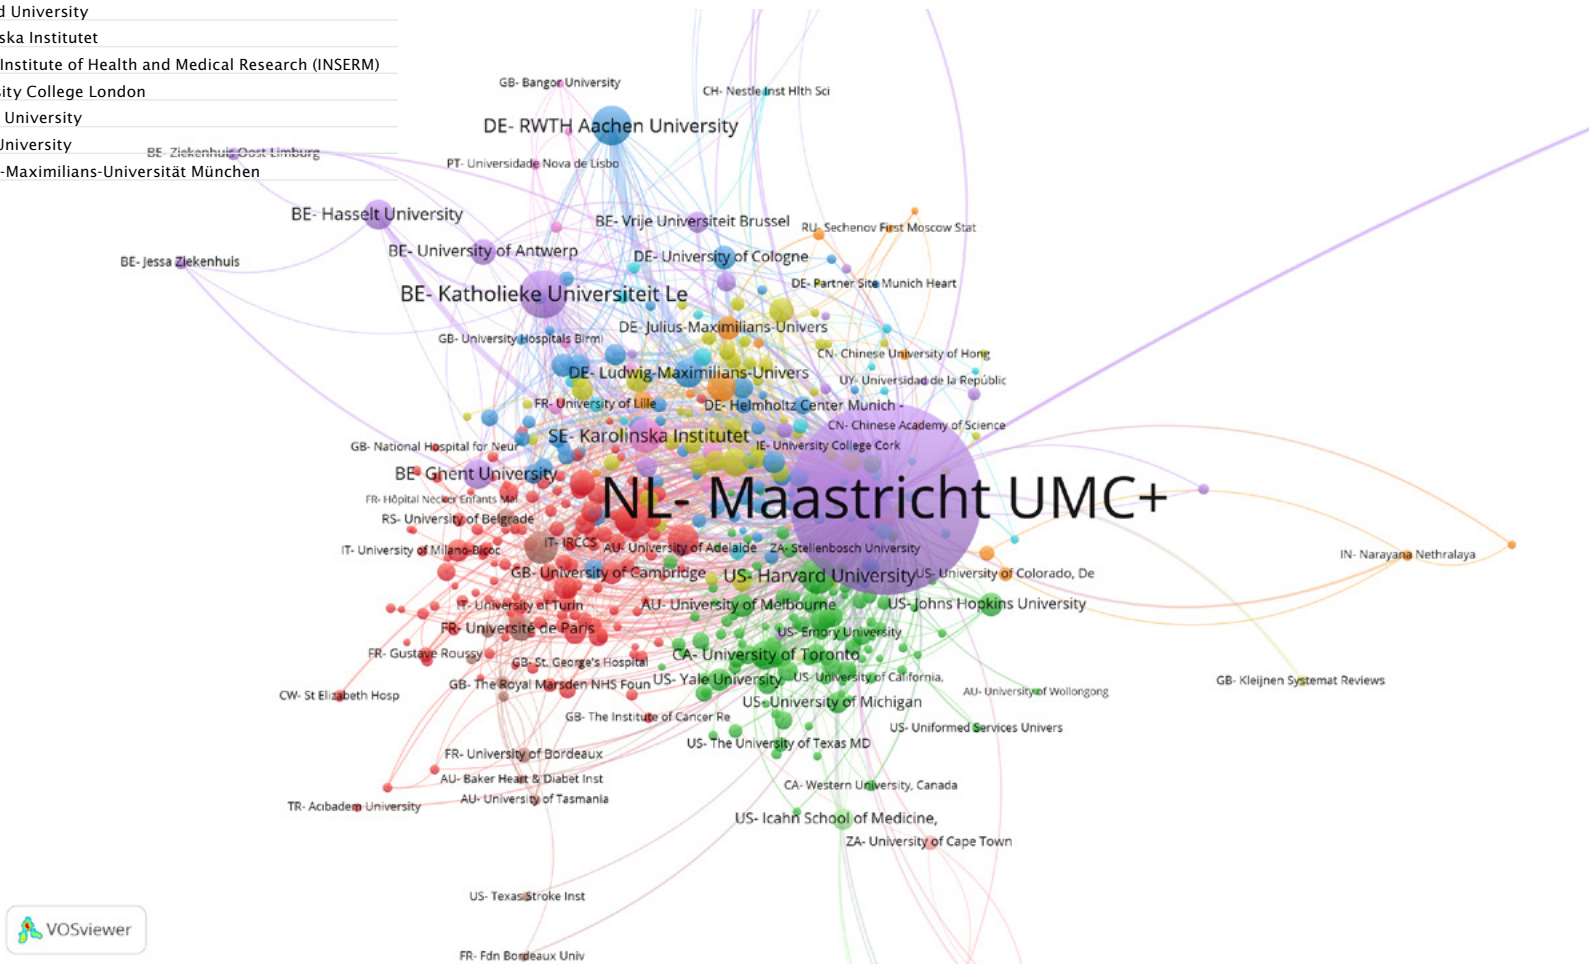 d University
ska Institutet
Institute of Health and Medical Research (INSERM)
sity College London
University
University
-Maximilians-Universität München
GB- Bangor University
CH- Nestle Inst Hlth Sci
DE- RWTH Aachen University
BE- Ziekenhuis Oost Limburg
PT- Universidade Nova de Lisbo
BE- Hasselt University
BE- Vrije Universiteit Brussel
RU- Sechenov First Moscow Stat
BE- University of Antwerp
DE- University of Cologne
BE- Jessa Ziekenhuis
DE- Partner Site Munich Heart
BE- Katholieke Universiteit Le
DE- Julius-Maximilians-Univers
GB- University Hospitals Birmi
CN- Chinese University of Hong
DE- Ludwig-Maximilians-Univers
UY- Universidad de la Repúblic
FR- University of Lille
DE- Helmholtz Center Munich -
CN- Chinese Academy of Science
SE- Karolinska Institutet
IE- University College Cork
GB- National Hospital for Neur
BE- Ghent University
NL- Maastricht UMC+
FR- Hôpital Necker Enfants Mal
RS- University of Belgrade
IT- University of Milano-Bicoc
IT- IRCCS
AU- University of Adelaide
ZA- Stellenbosch University
IN- Narayana Nethralaya
GB- University of Cambridge
US- Harvard University
US- University of Colorado, De
IT- University of Turin
AU- University of Melbourne
US- Johns Hopkins University
FR- Université de Paris
US- Emory University
FR- Gustave Roussy
GB- St. George's Hospital
CA- University of Toronto
GB- The Royal Marsden NHS Foun
US- Yale University
US- University of California,
GB- Kleijnen Systemat Reviews
CW- St Elizabeth Hosp
AU- University of Wollongong
US- University of Michigan
GB- The Institute of Cancer Re
US- Uniformed Services Univers
US- The University of Texas MD
FR- University of Bordeaux
AU- Baker Heart & Diabet Inst
CA- Western University, Canada
AU- University of Tasmania
TR- Acıbadem University
US- Icahn School of Medicine,
ZA- University of Cape Town
US- Texas Stroke Inst
VOSviewer
FR- Fdn Bordeaux Univ